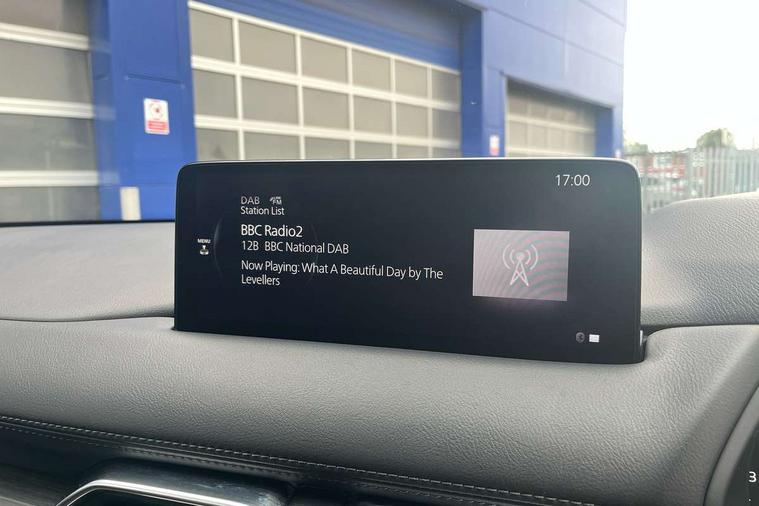 17:00
DAB FM
Station List
BBC Radio2
MENU
12B BBC National DAB
Now Playing: What A Beautiful Day by The
Levellers